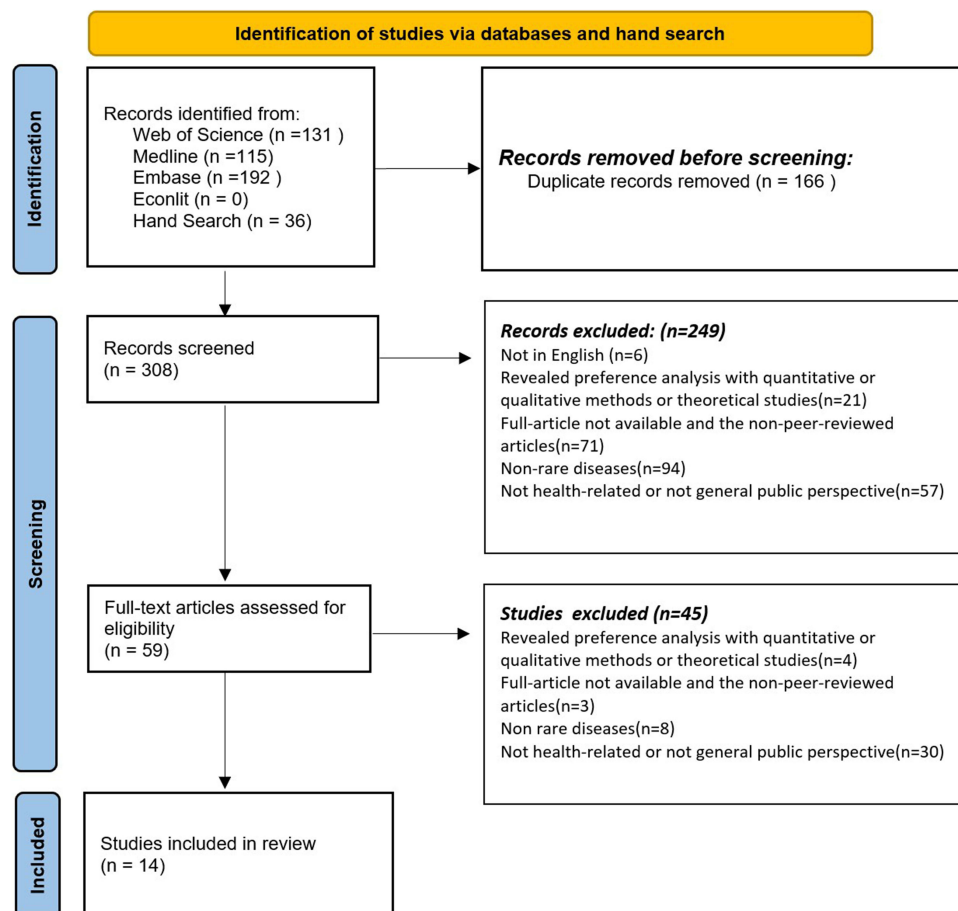 Identification of studies via databases and hand search
Identification
Records identified from:
Web of Science (n =131 )
Medline (n =115)
Embase (n =192 )
Econlit (n = 0)
Hand Search (n = 36)
Records removed before screening:
Duplicate records removed (n = 166 )
Screening
Records screened
(n = 308)
Records excluded: (n=249)
Not in English (n=6)
Revealed preference analysis with quantitative or
qualitative methods or theoretical studies(n=21)
Full-article not available and the non-peer-reviewed
articles(n=71)
Non-rare diseases(n=94)
Not health-related or not general public perspective(n=57)
Full-text articles assessed for
eligibility
(n = 59)
Studies excluded (n=45)
Revealed preference analysis with quantitative or
qualitative methods or theoretical studies(n=4)
Full-article not available and the non-peer-reviewed
articles(n=3)
Non rare diseases(n=8)
Not health-related or not general public perspective(n=30)
Included
Studies included in review
(n = 14)